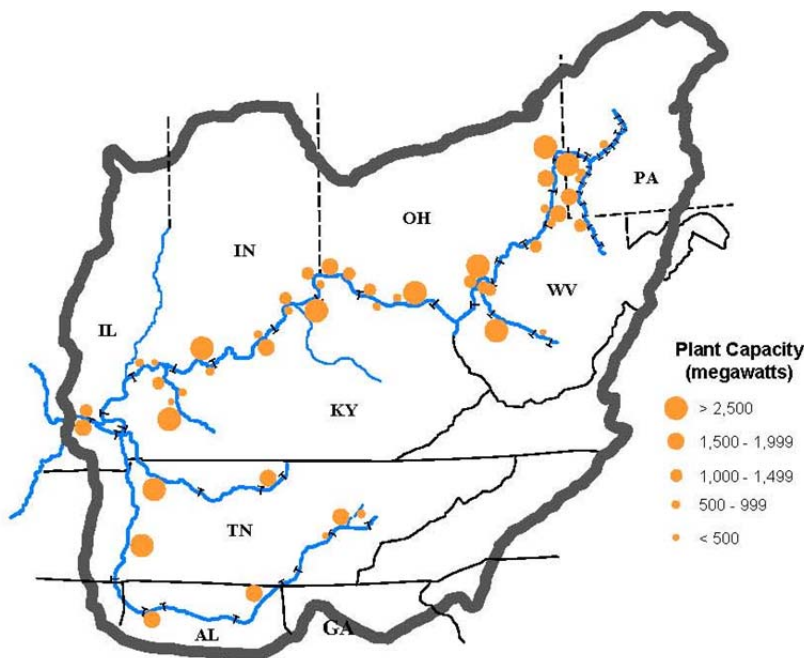 PA
OH
IN
WV
IL
KY
TN
AL
GA
Plant Capacity
(megawatts)
> 2,500
1,500 - 1,999
1,000 - 1,499
500 - 999
< 500